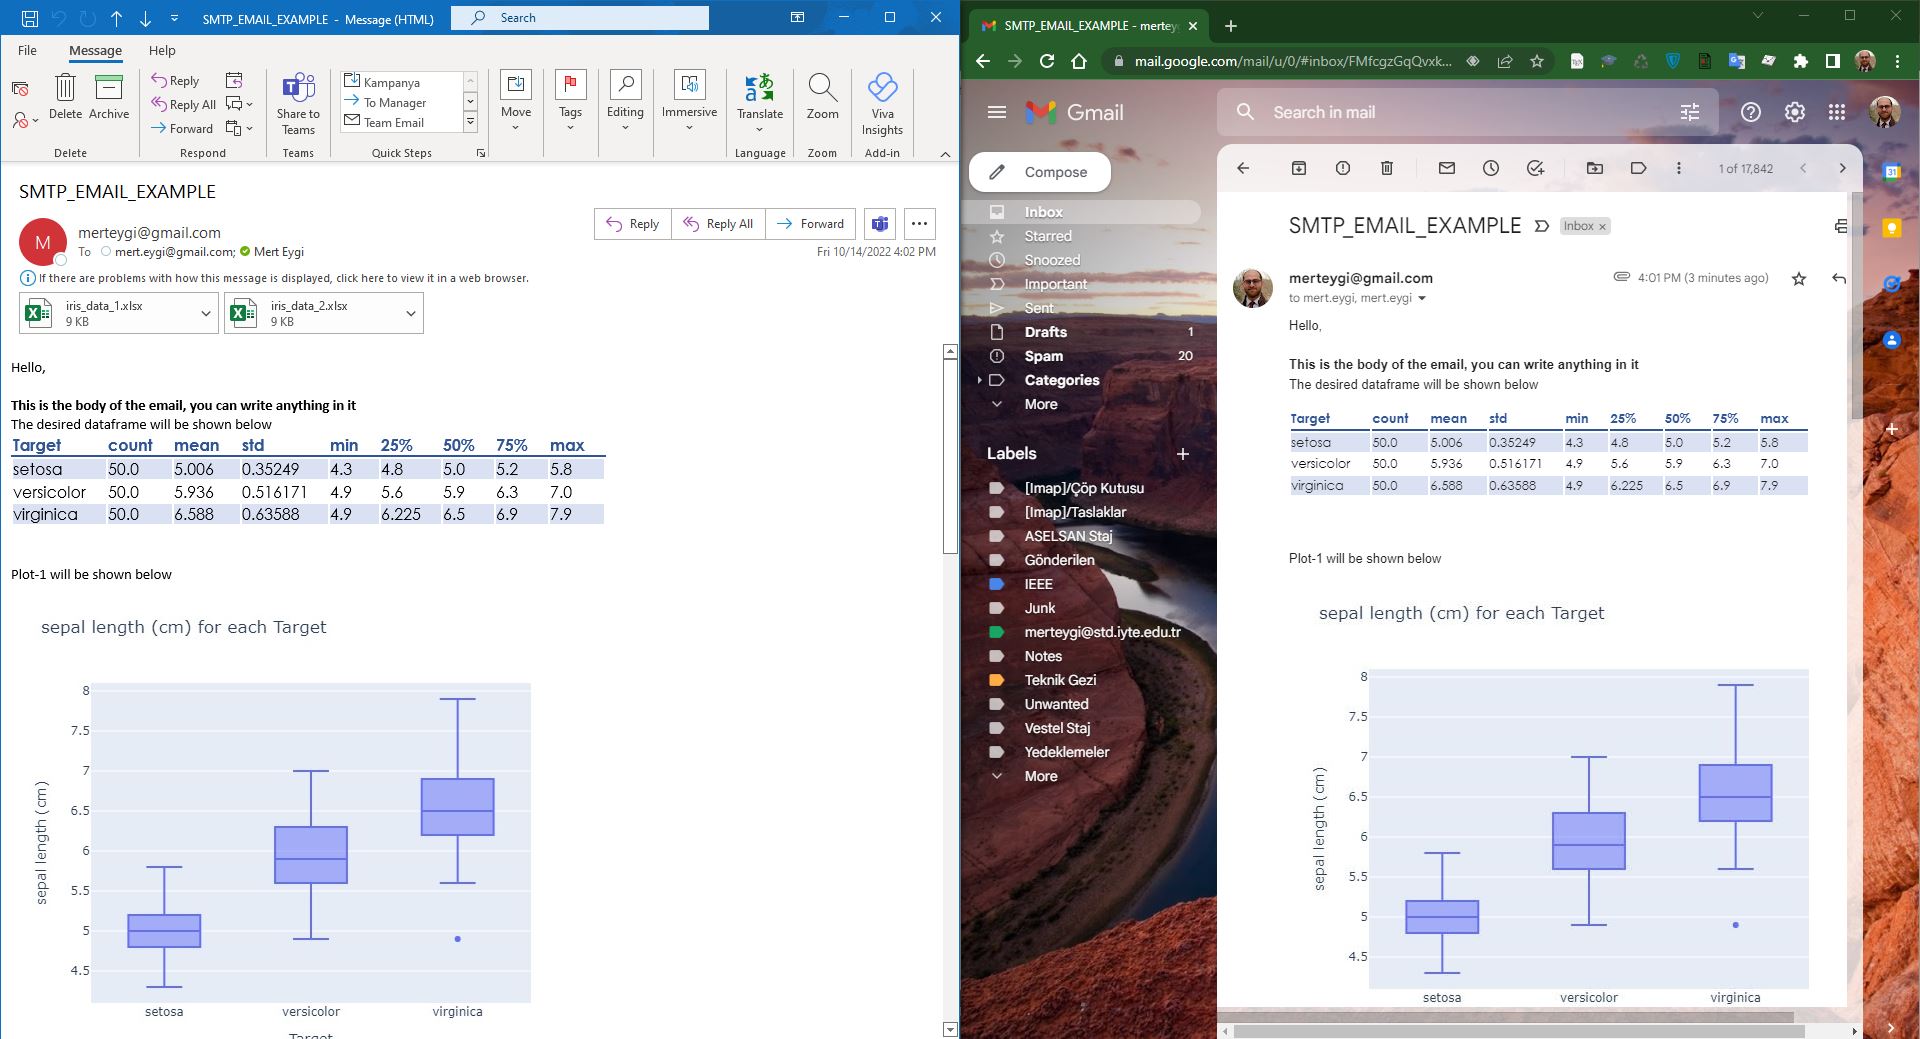 SMTP_EMAIL_EXAMPLE - Message (HTML)
Search
File Message Help
Delete
Archive
Delete
Reply
Reply All
Forward
Respond
Share to
Teams
Teams
Kampanya
To Manager
Team Email
Quick Steps
Move
Tags
Editing
Immersive
Translate
Language
Zoom
Zoom
Viva
Insights
Add-in
SMTP_EMAIL_EXAMPLE
M
merteygi@gmail.com
To mert.eygi@gmail.com; Mert Eygi
Reply Reply All Forward
Fri 10/14/2022 4:02 PM
If there are problems with how this message is displayed, click here to view it in a web browser.
iris_data_1.xlsx
9 KB
iris_data_2.xlsx
9 KB
Hello,
This is the body of the email, you can write anything in it
The desired dataframe will be shown below
Target count mean std min 25% 50% 75% max
setosa 50.0 5.006 0.35249 4.3 4.8 5.0 5.2 5.8
versicolor 50.0 5.936 0.516171 4.9 5.6 5.9 6.3 7.0
virginica 50.0 6.588 0.63588 4.9 6.225 6.5 6.9 7.9
Plot-1 will be shown below
sepal length (cm) for each Target
sepal length (cm)
8
7.5
7
6.5
6
5.5
5
4.5
setosa versicolor virginica
Target
SMTP_EMAIL_EXAMPLE - mertey
mail.google.com/mail/u/0/#inbox/FMfcgzGqQvxk...
Gmail
Search in mail
Compose
Inbox
Starred
Snoozed
Important
Sent
Drafts 1
Spam 20
Categories
More
Labels
[Imap]/Çöp Kutusu
[Imap]/Taslaklar
ASELSAN Staj
Gönderilen
IEEE
Junk
merteygi@std.iyte.edu.tr
Notes
Teknik Gezi
Unwanted
Vestel Staj
Yedeklemeler
More
1 of 17,842
31
SMTP_EMAIL_EXAMPLE Inbox
merteygi@gmail.com
4:01 PM (3 minutes ago)
to mert.eygi, mert.eygi
Hello,
This is the body of the email, you can write anything in it
The desired dataframe will be shown below
Target count mean std min 25% 50% 75% max
setosa 50.0 5.006 0.35249 4.3 4.8 5.0 5.2 5.8
versicolor 50.0 5.936 0.516171 4.9 5.6 5.9 6.3 7.0
virginica 50.0 6.588 0.63588 4.9 6.225 6.5 6.9 7.9
Plot-1 will be shown below
sepal length (cm) for each Target
sepal length (cm)
8
7.5
7
6.5
6
5.5
5
4.5
setosa versicolor virginica